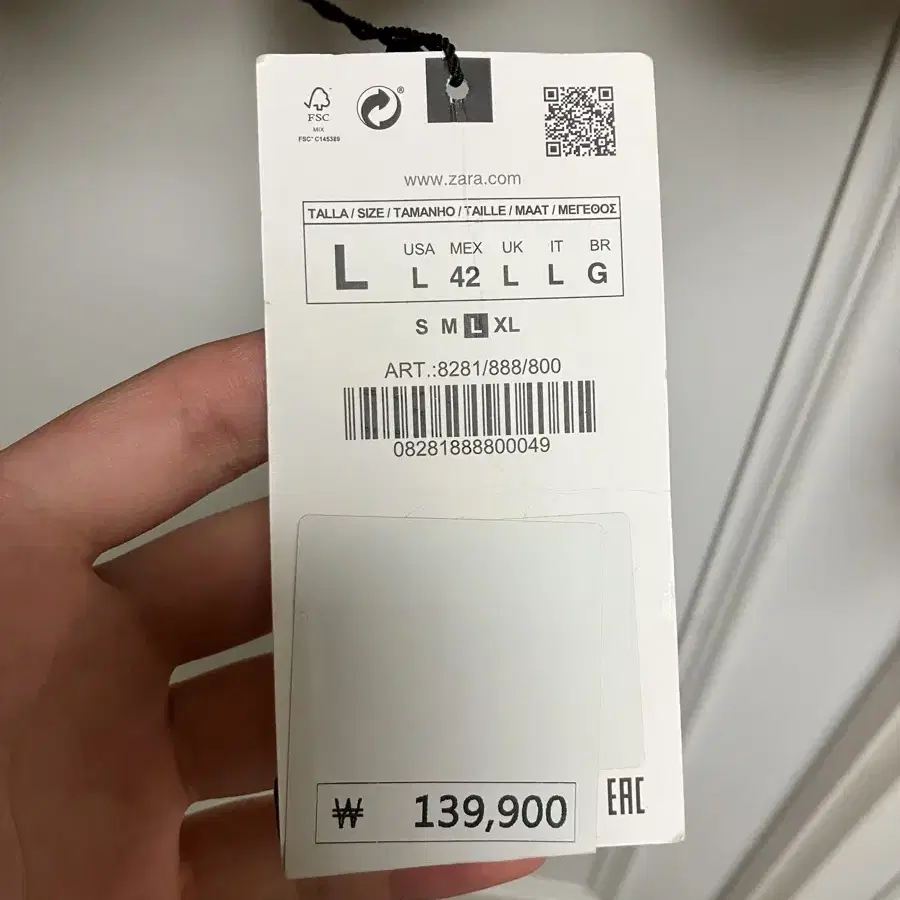 FSC
MIX
FSC® C145389
®
www.zara.com
TALLA / SIZE / TAMANHO / TAILLE / MAAT / ΜΕΓΕΘΟΣ
L
USA MEX UK IT BR
L 42 L L G
S M L XL
ART.:8281/888/800
08281888800049
₩ 139,900
EAC